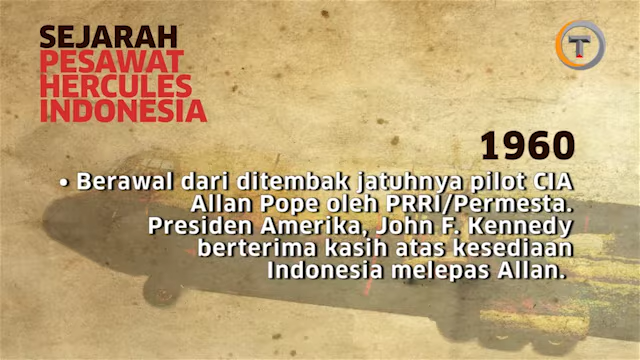 SEJARAH
PESAWAT
HERCULES
INDONESIA
T
1960
• Berawal dari ditembak jatuhnya pilot CIA
Allan Pope oleh PRRI/Permesta.
Presiden Amerika, John F. Kennedy
berterima kasih atas kesediaan
Indonesia melepas Allan.